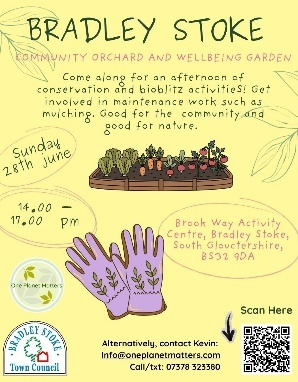 BRADLEY STOKE
COMMUNITY ORCHARD AND WELLBEING GARDEN
Come along for an afternoon of
conservation and bioblitz activities! Get
involved in maintenance work such as
mulching. Good for the community and
good for nature.
Sunday
28th June
14.00 -
17.00 pm
Brook Way Activity
Centre, Bradley Stoke,
South Glouctershire,
BS32 9DA
One Planet Matters
BRADLEY STOKE
Town Council
Scan Here
Alternatively, contact Kevin:
Info@oneplanetmatters.com
Call/txt: 07378 323380